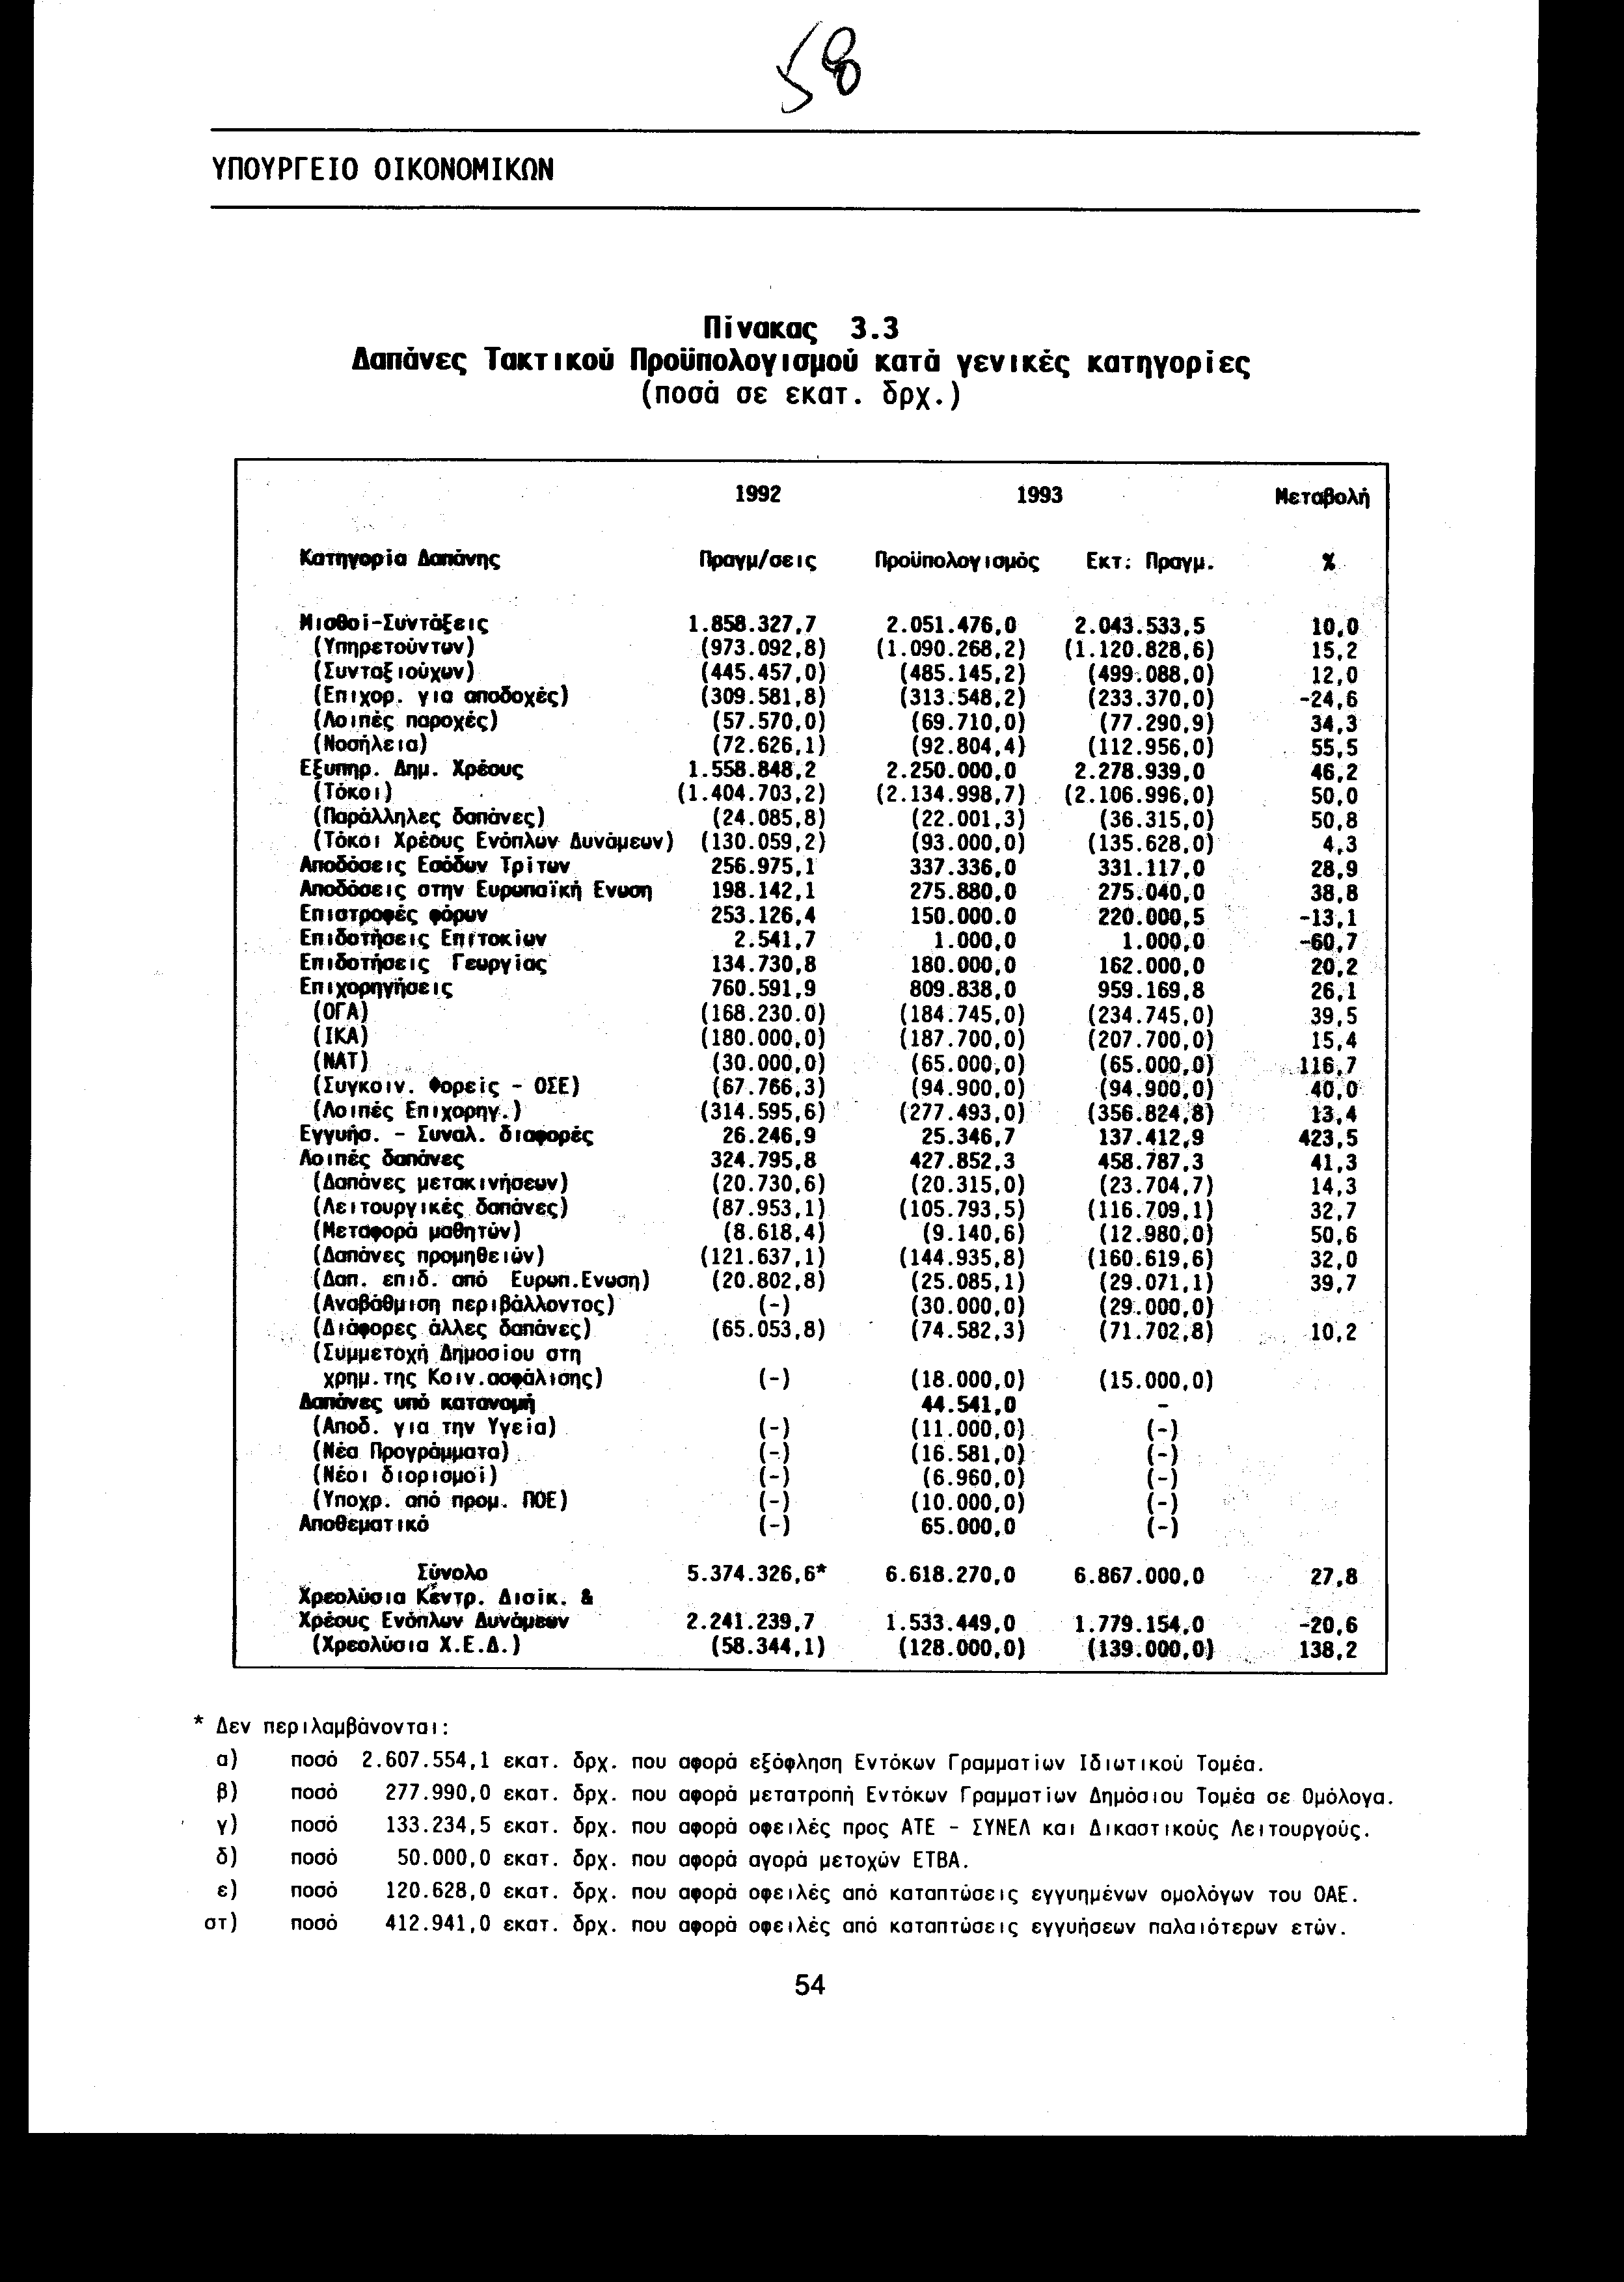 58
ΥΠΟΥΡΓΕΙΟ ΟΙΚΟΝΟΜΙΚΩΝ
Πίνακας 3.3
Δαπάνες Τακτικού Προϋπολογισμού κατά γενικές κατηγορίες
(ποσά σε εκατ. δρχ.)
1992 1993 Μεταβολή
Κατηγορία Δαπάνης Πραγμ/σεις Προϋπολογισμός Εκτ. Πραγμ. %
Μισθοί-Συντάξεις 1.858.327,7 2.051.476,0 2.043.533,5 10,0
(Υπηρετούντων) (973.092,8) (1.090.268,2) (1.120.828,6) 15,2
(Συνταξιούχων) (445.457,0) (485.145,2) (499.088,0) 12,0
(Επιχορ. για αποδοχές) (309.581,8) (313.548,2) (233.370,0) -24,6
(Λοιπές παροχές) (57.570,0) (69.710,0) (77.290,9) 34,3
(Νοσήλεια) (72.626,1) (92.804,4) (112.956,0) 55,5
Εξυπηρ. Δημ. Χρέους 1.558.848,2 2.250.000,0 2.278.939,0 46,2
(Τόκοι) (1.404.703,2) (2.134.998,7) (2.106.996,0) 50,0
(Παράλληλες δαπάνες) (24.085,8) (22.001,3) (36.315,0) 50,8
(Τόκοι Χρέους Ενόπλων Δυνάμεων) (130.059,2) (93.000,0) (135.628,0) 4,3
Αποδόσεις Εσόδων Τρίτων 256.975,1 337.336,0 331.117,0 28,9
Αποδόσεις στην Ευρωπαϊκή Ενωση 198.142,1 275.880,0 275.040,0 38,8
Επιστροφές φόρων 253.126,4 150.000.0 220.000,5 -13,1
Επιδοτήσεις Επιτοκίων 2.541,7 1.000,0 1.000,0 -60,7
Επιδοτήσεις Γεωργίας 134.730,8 180.000,0 162.000,0 20,2
Επιχορηγήσεις 760.591,9 809.838,0 959.169,8 26,1
(ΟΓΑ) (168.230.0) (184.745,0) (234.745,0) 39,5
(ΙΚΑ) (180.000,0) (187.700,0) (207.700,0) 15,4
(ΝΑΤ) (30.000,0) (65.000,0) (65.000,0) 116,7
(Συγκοιν. Φορείς - ΟΣΕ) (67.766,3) (94.900,0) (94.900,0) 40,0
(Λοιπές Επιχορηγ.) (314.595,6) (277.493,0) (356.824,8) 13,4
Εγγυήσ. - Συναλ. διαφορές 26.246,9 25.346,7 137.412,9 423,5
Λοιπές δαπάνες 324.795,8 427.852,3 458.787,3 41,3
(Δαπάνες μετακινήσεων) (20.730,6) (20.315,0) (23.704,7) 14,3
(Λειτουργικές δαπάνες) (87.953,1) (105.793,5) (116.709,1) 32,7
(Μεταφορά μαθητών) (8.618,4) (9.140,6) (12.980,0) 50,6
(Δαπάνες προμηθειών) (121.637,1) (144.935,8) (160.619,6) 32,0
(Δαπ. επιδ. από Ευρωπ.Ενωση) (20.802,8) (25.085,1) (29.071,1) 39,7
(Αναβάθμιση περιβάλλοντος) (-) (30.000,0) (29.000,0)
(Διάφορες άλλες δαπάνες) (65.053,8) (74.582,3) (71.702,8) 10,2
(Συμμετοχή Δημοσίου στη
χρημ.της Κοιν.ασφάλισης) (-) (18.000,0) (15.000,0)
Δαπάνες υπό κατανομή 44.541,0 -
(Αποδ. για την Υγεία) (-) (11.000,0) (-)
(Νέα Προγράμματα) (-) (16.581,0) (-)
(Νέοι διορισμοί) (-) (6.960,0) (-)
(Υποχρ. από προμ. ΠΟΕ) (-) (10.000,0) (-)
Αποθεματικό (-) 65.000,0 (-)
Σύνολο 5.374.326,6* 6.618.270,0 6.867.000,0 27,8
Χρεολύσια Κέντρ. Διοίκ. &
Χρέους Ενόπλων Δυνάμεων 2.241.239,7 1.533.449,0 1.779.154,0 -20,6
(Χρεολύσια Χ.Ε.Δ.) (58.344,1) (128.000,0) (139.000,0) 138,2
* Δεν περιλαμβάνονται:
α) ποσό 2.607.554,1 εκατ. δρχ. που αφορά εξόφληση Εντόκων Γραμματίων Ιδιωτικού Τομέα.
β) ποσό 277.990,0 εκατ. δρχ. που αφορά μετατροπή Εντόκων Γραμματίων Δημόσιου Τομέα σε Ομόλογα.
γ) ποσό 133.234,5 εκατ. δρχ. που αφορά οφειλές προς ΑΤΕ - ΣΥΝΕΛ και Δικαστικούς Λειτουργούς.
δ) ποσό 50.000,0 εκατ. δρχ. που αφορά αγορά μετοχών ΕΤΒΑ.
ε) ποσό 120.628,0 εκατ. δρχ. που αφορά οφειλές από καταπτώσεις εγγυημένων ομολόγων του ΟΑΕ.
στ) ποσό 412.941,0 εκατ. δρχ. που αφορά οφειλές από καταπτώσεις εγγυήσεων παλαιότερων ετών.
54